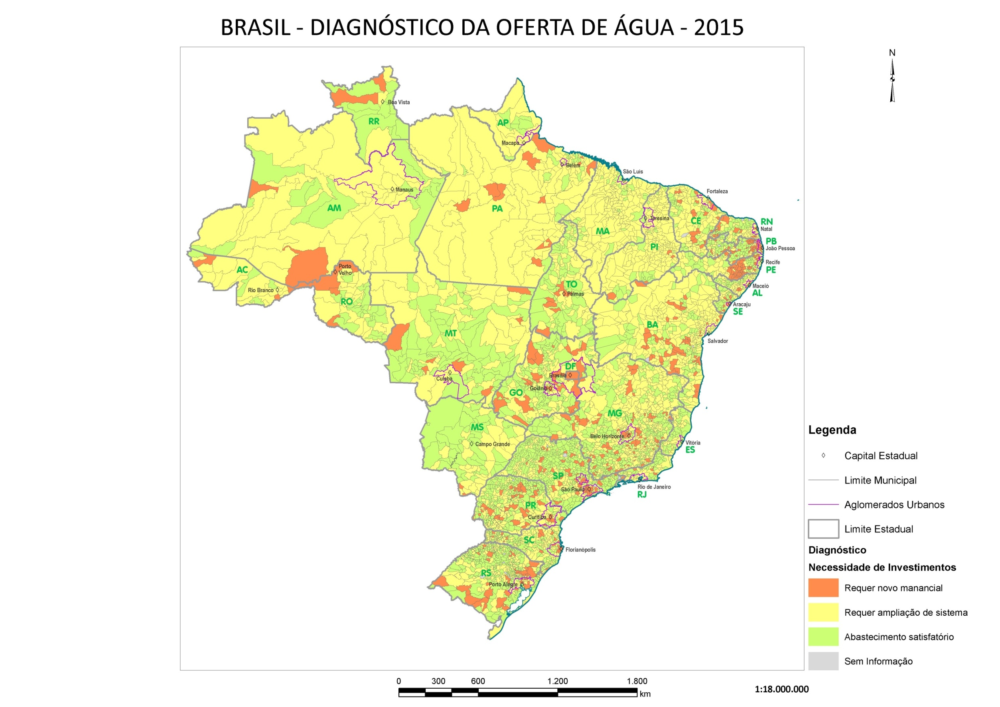 BRASIL - DIAGNÓSTICO DA OFERTA DE ÁGUA - 2015
N
Boa Vista
RR
AP
Macapa
Belém
São Luis
Fortaleza
Manaus
AM
PA
Teresina
CE
RN
Natal
MA
PB
João Pessoa
PI
Recife
PE
AC
Porto
Velho
Rio Branco
TO
Palmas
Maceió
AL
RO
Aracaju
SE
BA
MT
Salvador
DF
Brasília
Cuiabá
Goiânia
GO
MG
MS
Belo Horizonte
Campo Grande
Vitória
ES
SP
São Paulo
Rio de Janeiro
RJ
PR
Curitiba
SC
Florianópolis
RS
Porto Alegre
Legenda
Capital Estadual
Limite Municipal
Aglomerados Urbanos
Limite Estadual
Diagnóstico
Necessidade de Investimentos
Requer novo manancial
Requer ampliação de sistema
Abastecimento satisfatório
Sem Informação
0 300 600 1.200 1.800
km
1:18.000.000